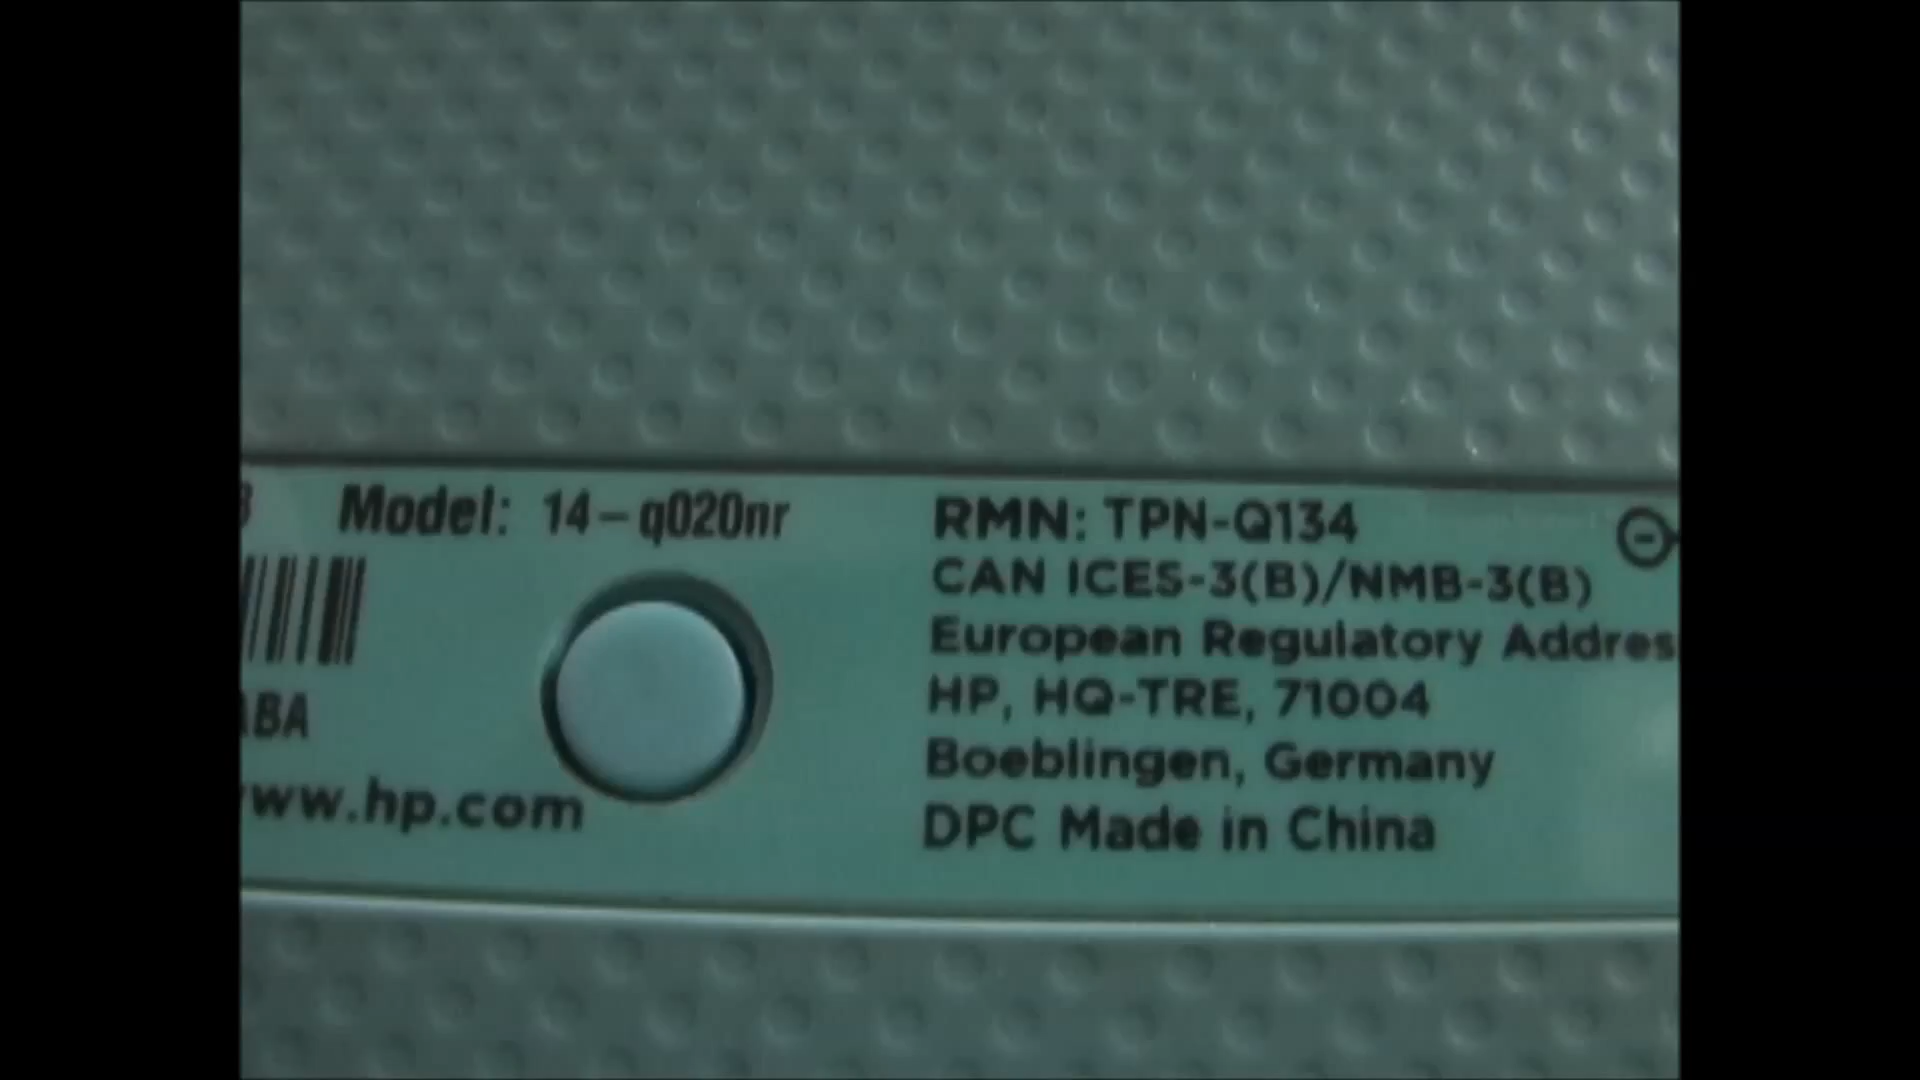 Model: 14-q020nr
BA
www.hp.com
RMN: TPN-Q134
CAN ICES-3(B)/NMB-3(B)
European Regulatory Addres
HP, HQ-TRE, 71004
Boeblingen, Germany
DPC Made in China